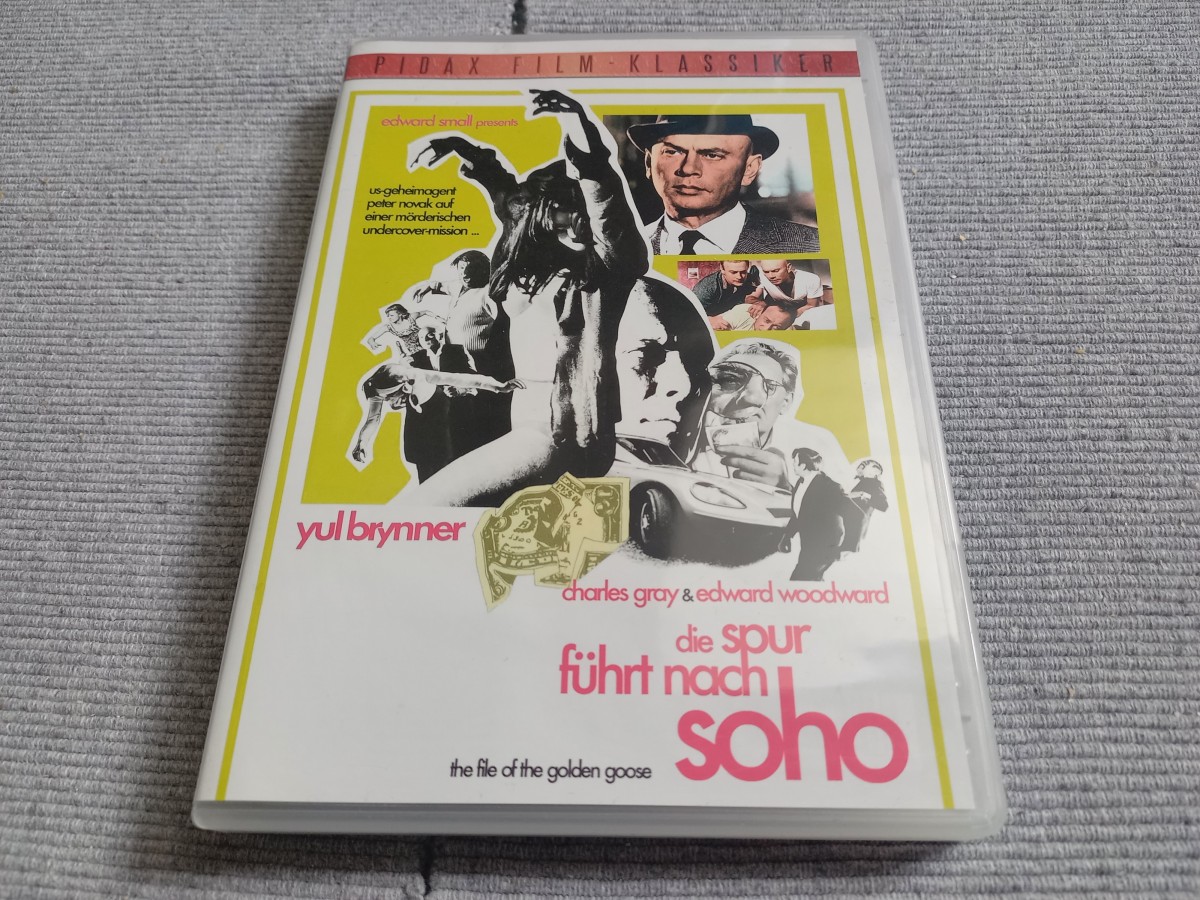 PIDAX FILM-KLASSIKER
edward small presents
us-geheimagent
peter novak auf
einer mörderischen
undercover-mission ...
yul brynner
charles gray & edward woodward
die spur
führt nach
soho
the file of the golden goose